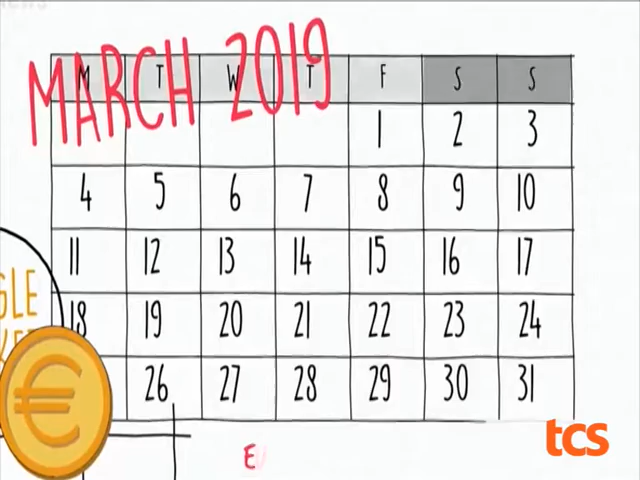 MARCH 2019
M T W T F S S
1 2 3
4 5 6 7 8 9 10
11 12 13 14 15 16 17
18 19 20 21 22 23 24
26 27 28 29 30 31
€
tcs